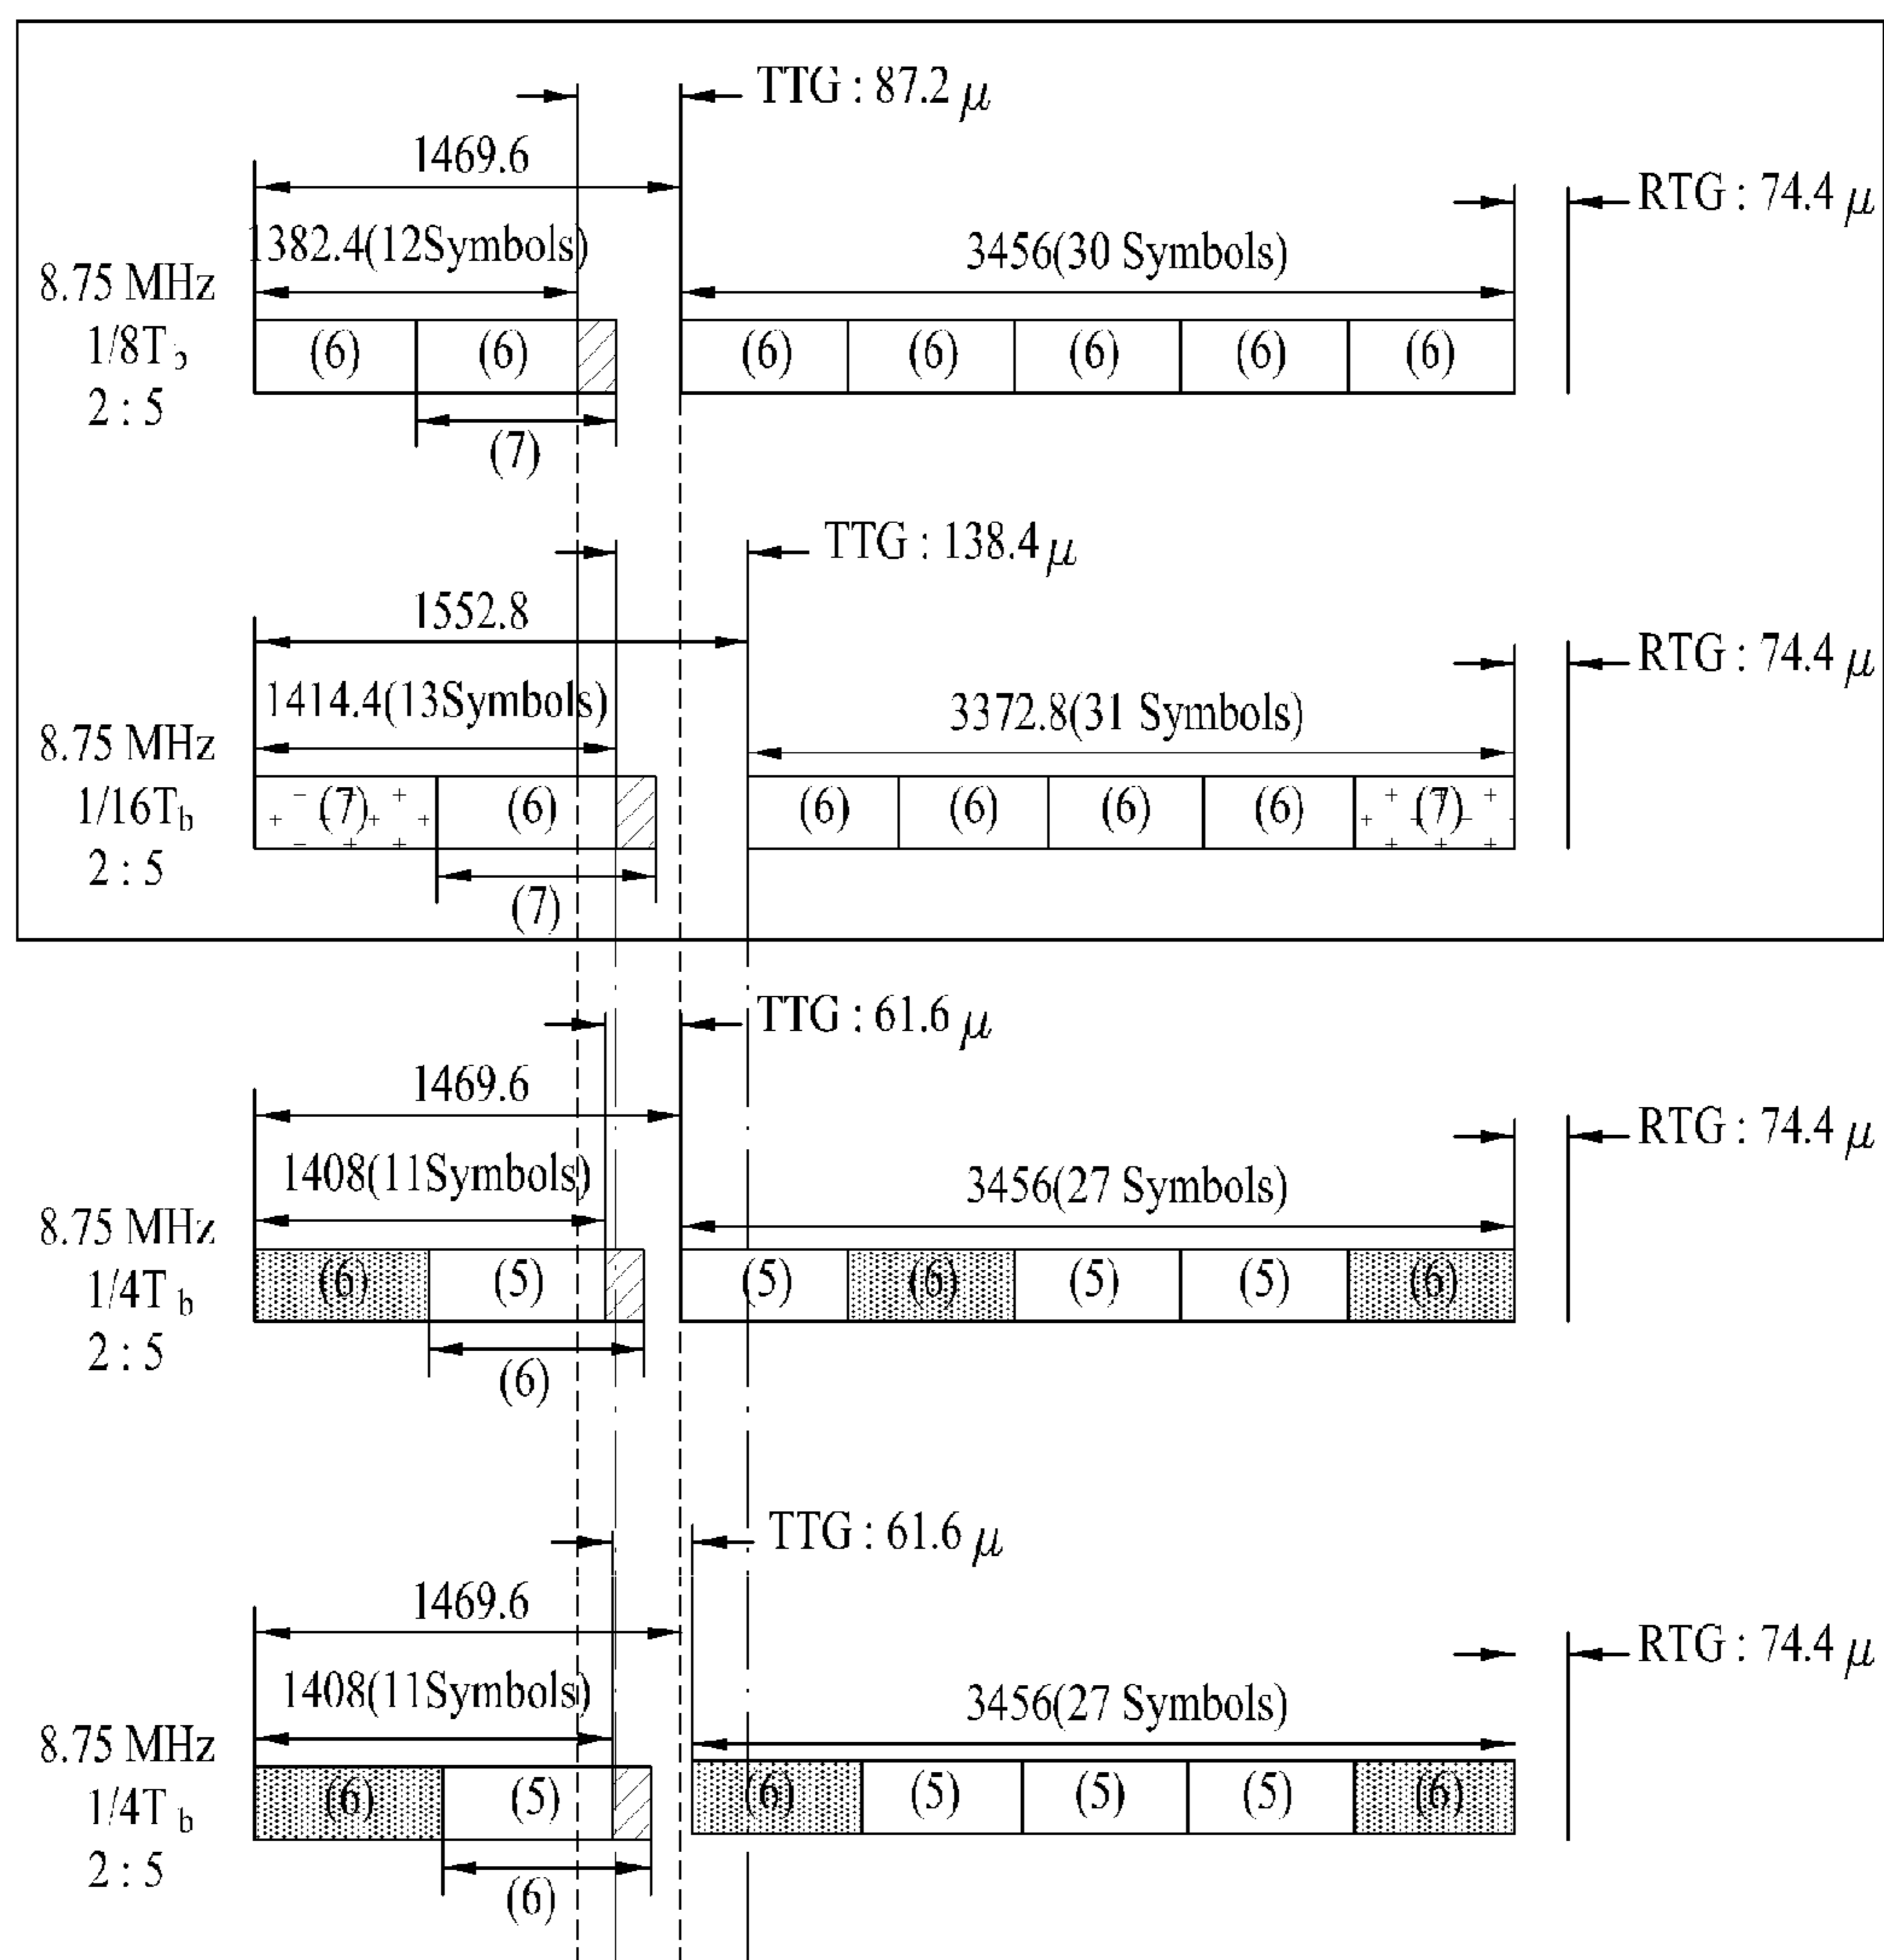 TTG : 87.2 μ
1469.6
RTG : 74.4 μ
1382.4(12Symbols)
3456(30 Symbols)
8.75 MHz
1/8Tb
2 : 5
(6) (6) (6) (6) (6) (6) (6)
(7)
TTG : 138.4 μ
1552.8
RTG : 74.4 μ
1414.4(13Symbols)
3372.8(31 Symbols)
8.75 MHz
1/16Tb
2 : 5
(7) (6) (6) (6) (6) (6) (7)
(7)
TTG : 61.6 μ
1469.6
RTG : 74.4 μ
1408(11Symbols)
3456(27 Symbols)
8.75 MHz
1/4Tb
2 : 5
(6) (5) (5) (6) (5) (5) (6)
(6)
TTG : 61.6 μ
1469.6
RTG : 74.4 μ
1408(11Symbols)
3456(27 Symbols)
8.75 MHz
1/4Tb
2 : 5
(6) (5) (6) (5) (5) (5) (6)
(6)